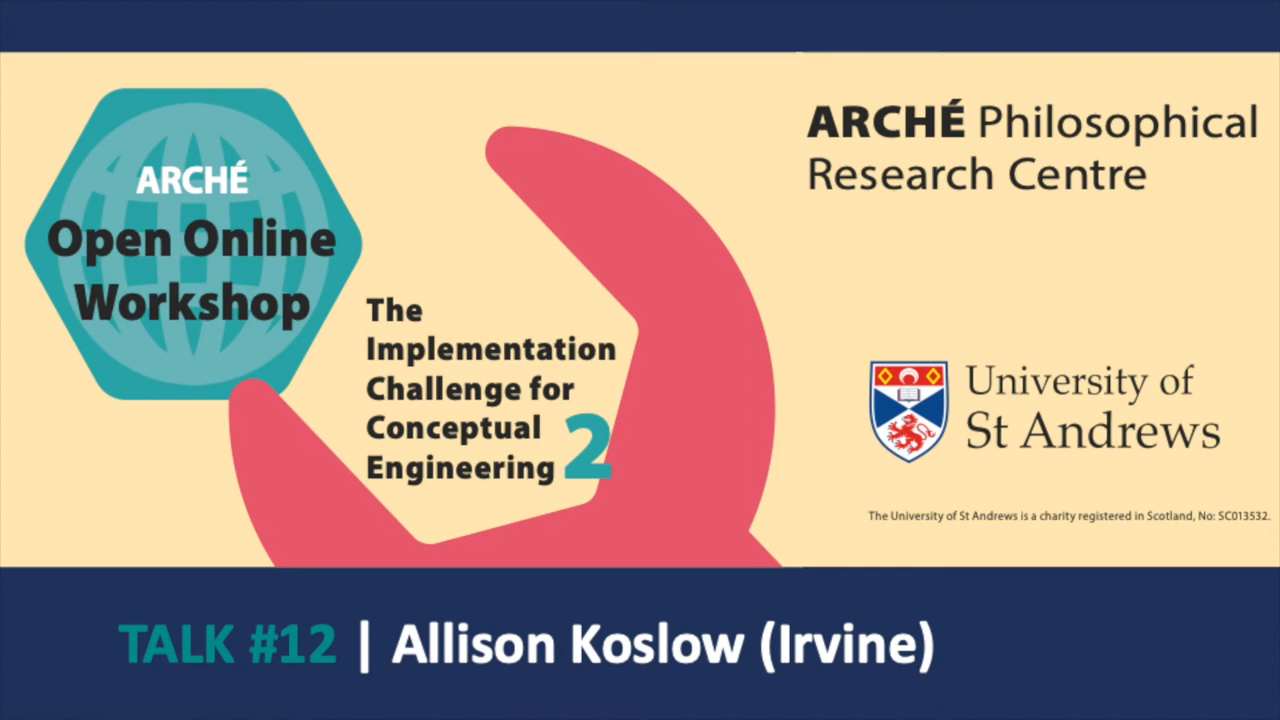 ARCHÉ
Open Online
Workshop
The
Implementation
Challenge for
Conceptual
Engineering 2
ARCHÉ Philosophical
Research Centre
University of
St Andrews
The University of St Andrews is a charity registered in Scotland, No: SC013532.
TALK #12 | Allison Koslow (Irvine)